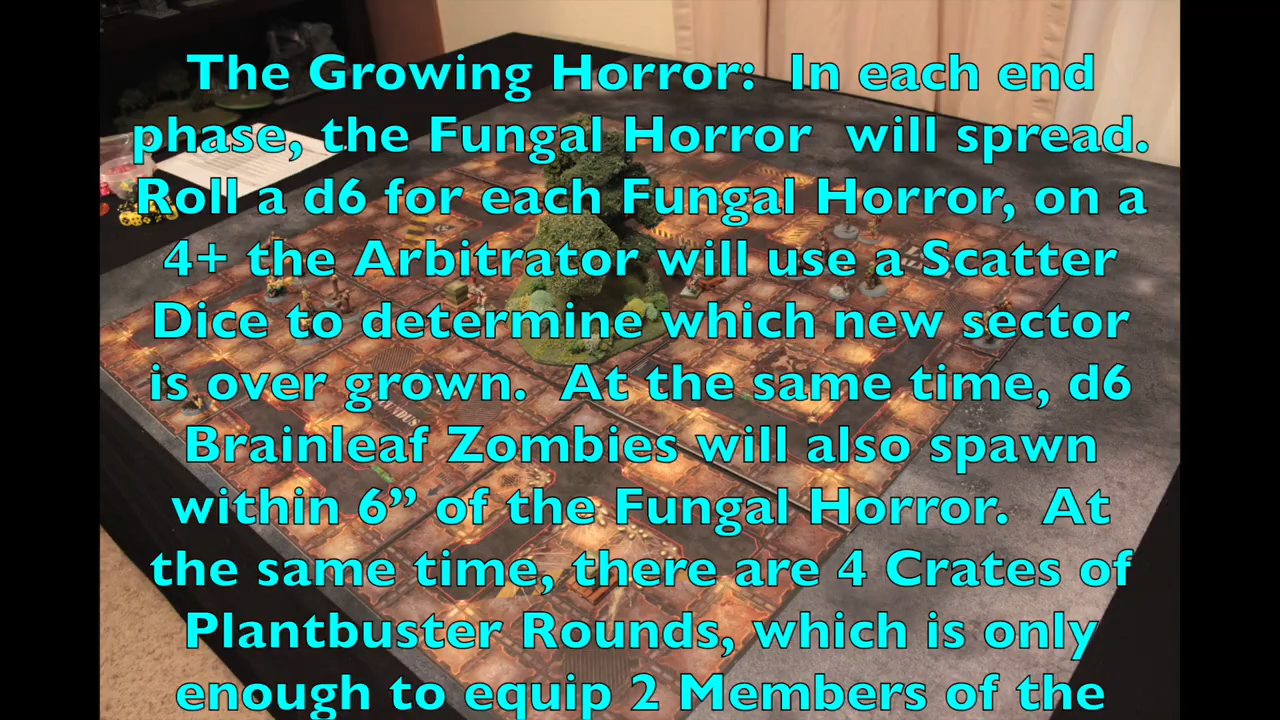 The Growing Horror: In each end
phase, the Fungal Horror will spread.
Roll a d6 for each Fungal Horror, on a
4+ the Arbitrator will use a Scatter
Dice to determine which new sector
is over grown. At the same time, d6
Brainleaf Zombies will also spawn
within 6” of the Fungal Horror. At
the same time, there are 4 Crates of
Plantbuster Rounds, which is only
enough to equip 2 Members of the